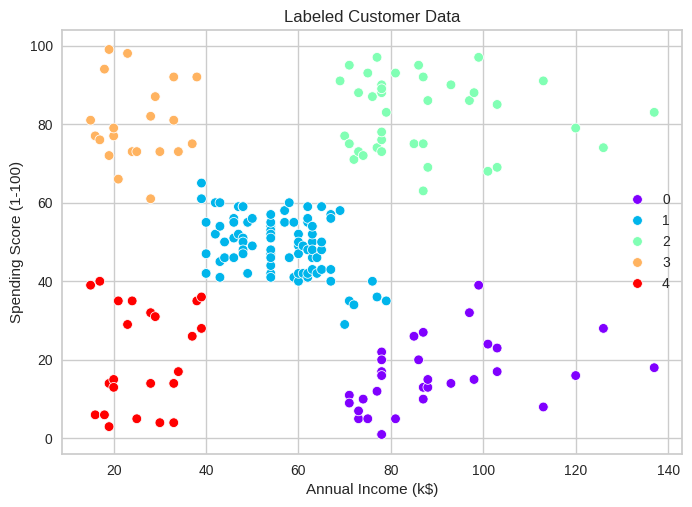 Labeled Customer Data
100
80
60
40
20
0
Spending Score (1-100)
0
1
2
3
4
20 40 60 80 100 120 140
Annual Income (k$)